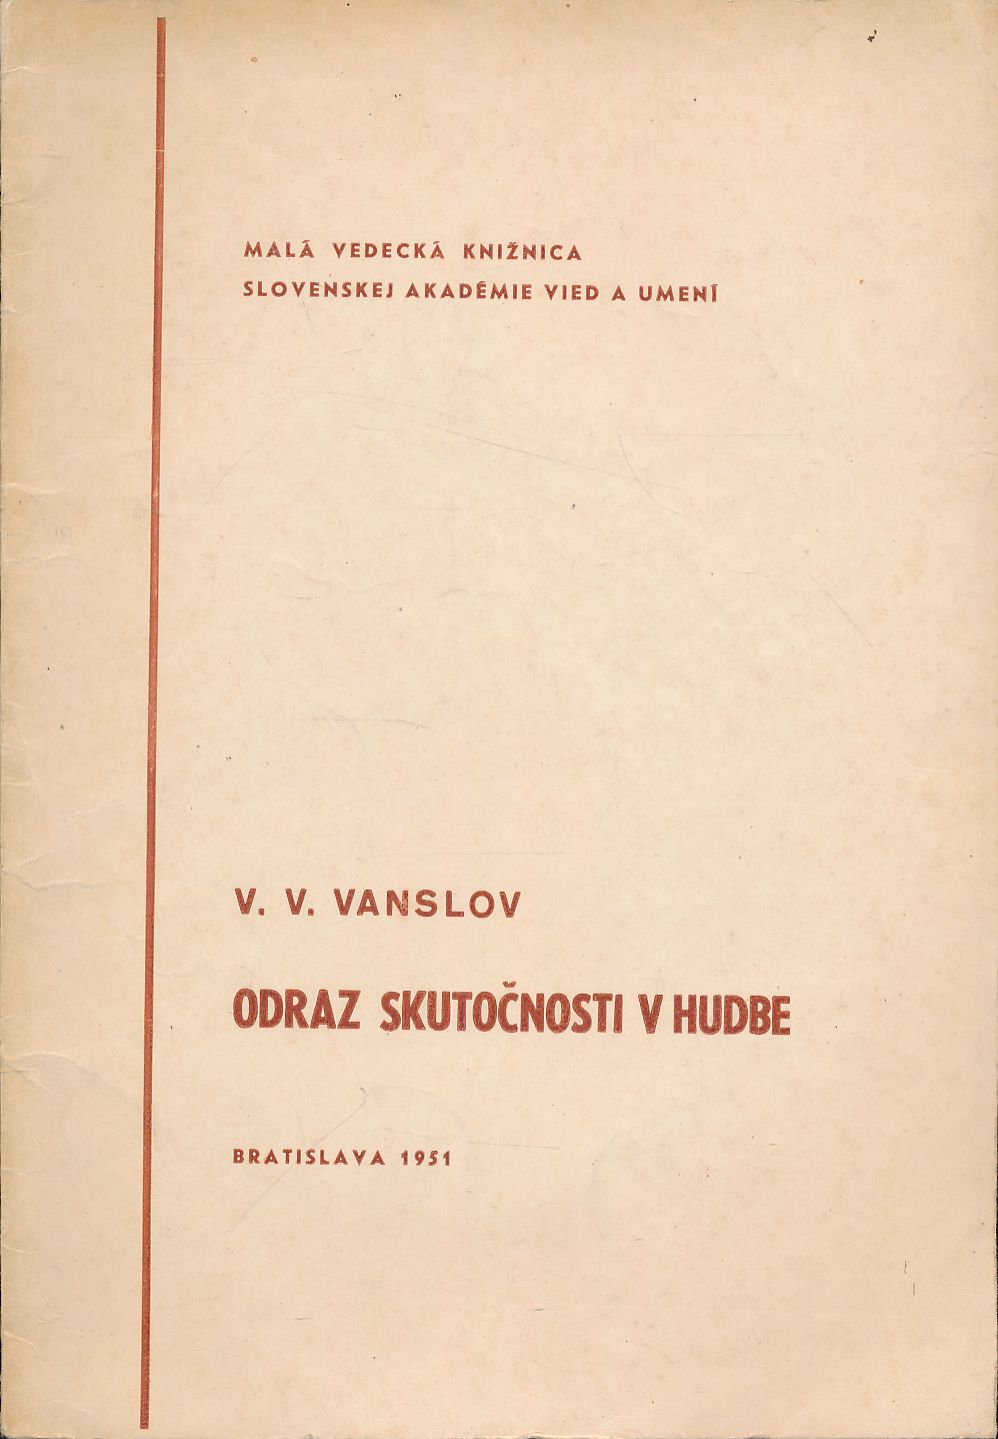 MALÁ VEDECKÁ KNIŽNICA
SLOVENSKEJ AKADÉMIE VIED A UMENÍ
V. V. VANSLOV
ODRAZ SKUTOČNOSTI V HUDBE
BRATISLAVA 1951